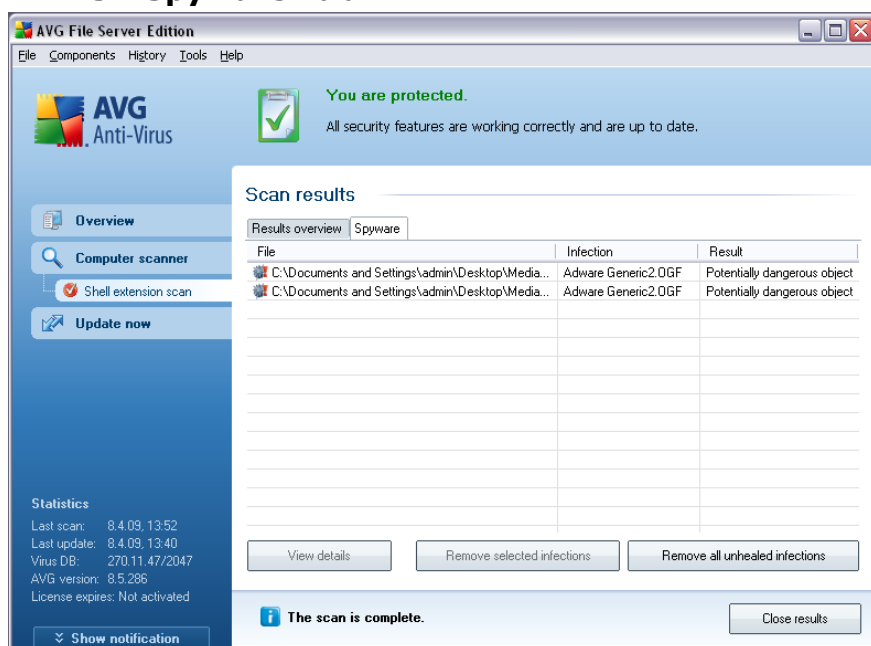 AVG File Server Edition
File Components History Tools Help
AVG
Anti-Virus
You are protected.
All security features are working correctly and are up to date.
Scan results
Overview
Computer scanner
Shell extension scan
Update now
Results overview Spyware
File Infection Result
C:\Documents and Settings\admin\Desktop\Media... Adware Generic2.OGF Potentially dangerous object
C:\Documents and Settings\admin\Desktop\Media... Adware Generic2.OGF Potentially dangerous object
Statistics
Last scan: 8.4.09, 13:52
Last update: 8.4.09, 13:40
Virus DB: 270.11.47/2047
AVG version: 8.5.286
License expires: Not activated
Show notification
View details Remove selected infections Remove all unhealed infections
The scan is complete.
Close results